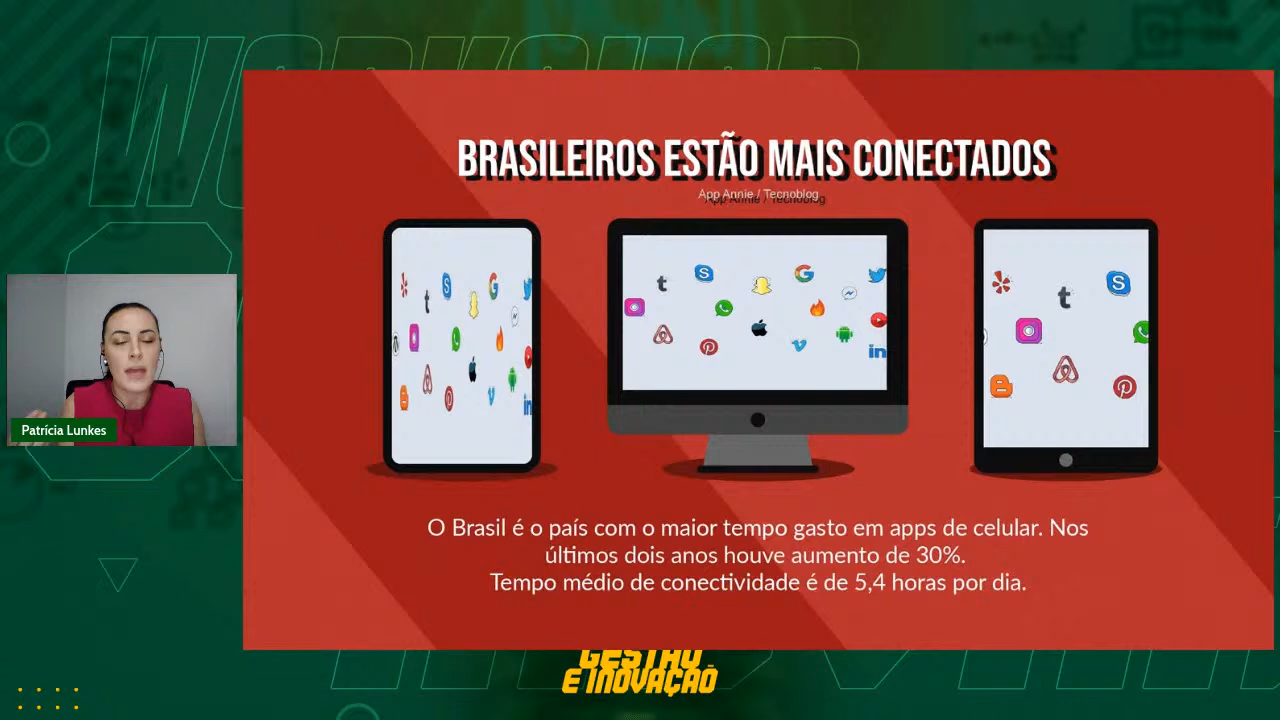 WORKSHOP
BRASILEIROS ESTÃO MAIS CONECTADOS
App Annie / Tecnoblog
Patrícia Lunkes
O Brasil é o país com o maior tempo gasto em apps de celular. Nos
últimos dois anos houve aumento de 30%.
Tempo médio de conectividade é de 5,4 horas por dia.
GESTÃO
E INOVAÇÃO